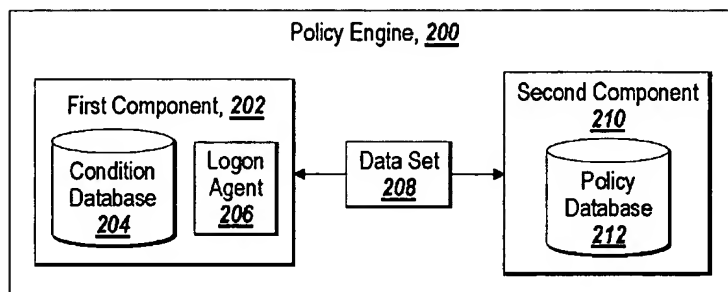 Policy Engine, 200
First Component, 202
Condition
Database
204
Logon
Agent
206
Data Set
208
Second Component
210
Policy
Database
212